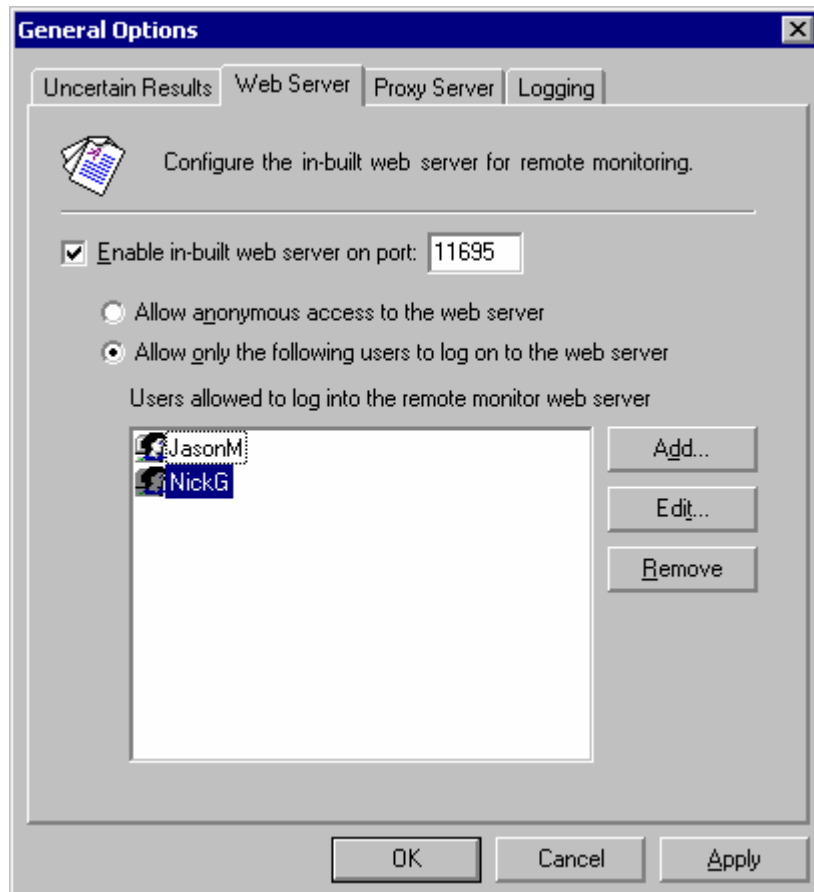 General Options
Uncertain Results Web Server Proxy Server Logging
Configure the in-built web server for remote monitoring.
Enable in-built web server on port: 11695
Allow anonymous access to the web server
Allow only the following users to log on to the web server
Users allowed to log into the remote monitor web server
JasonM
NickG
Add...
Edit...
Remove
OK Cancel Apply